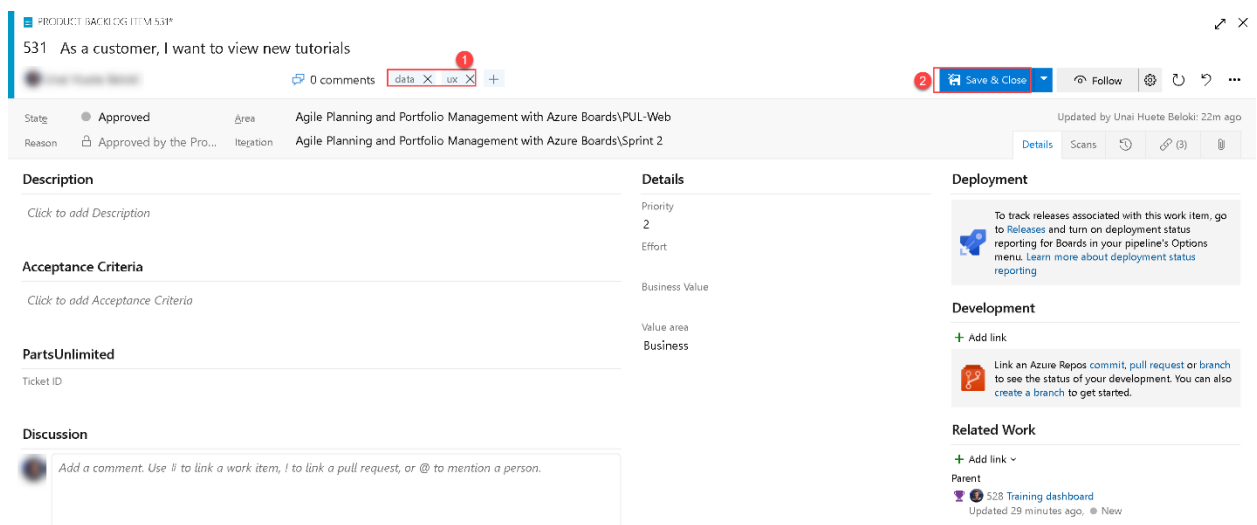 PRODUCT BACKLOG ITEM 531*
531 As a customer, I want to view new tutorials
1
0 comments data ux
2
Save & Close Follow
State Approved Area Agile Planning and Portfolio Management with Azure Boards\PUL-Web Updated by Unai Huete Beloki: 22m ago
Reason Approved by the Pro... Iteration Agile Planning and Portfolio Management with Azure Boards\Sprint 2
Details Scans (3)
Description
Click to add Description
Acceptance Criteria
Click to add Acceptance Criteria
PartsUnlimited
Ticket ID
Discussion
Add a comment. Use # to link a work item, ! to link a pull request, or @ to mention a person.
Details
Priority
2
Effort
Business Value
Value area
Business
Deployment
To track releases associated with this work item, go
to Releases and turn on deployment status
reporting for Boards in your pipeline's Options
menu. Learn more about deployment status
reporting
Development
+ Add link
Link an Azure Repos commit, pull request or branch
to see the status of your development. You can also
create a branch to get started.
Related Work
+ Add link
Parent
528 Training dashboard
Updated 29 minutes ago, New